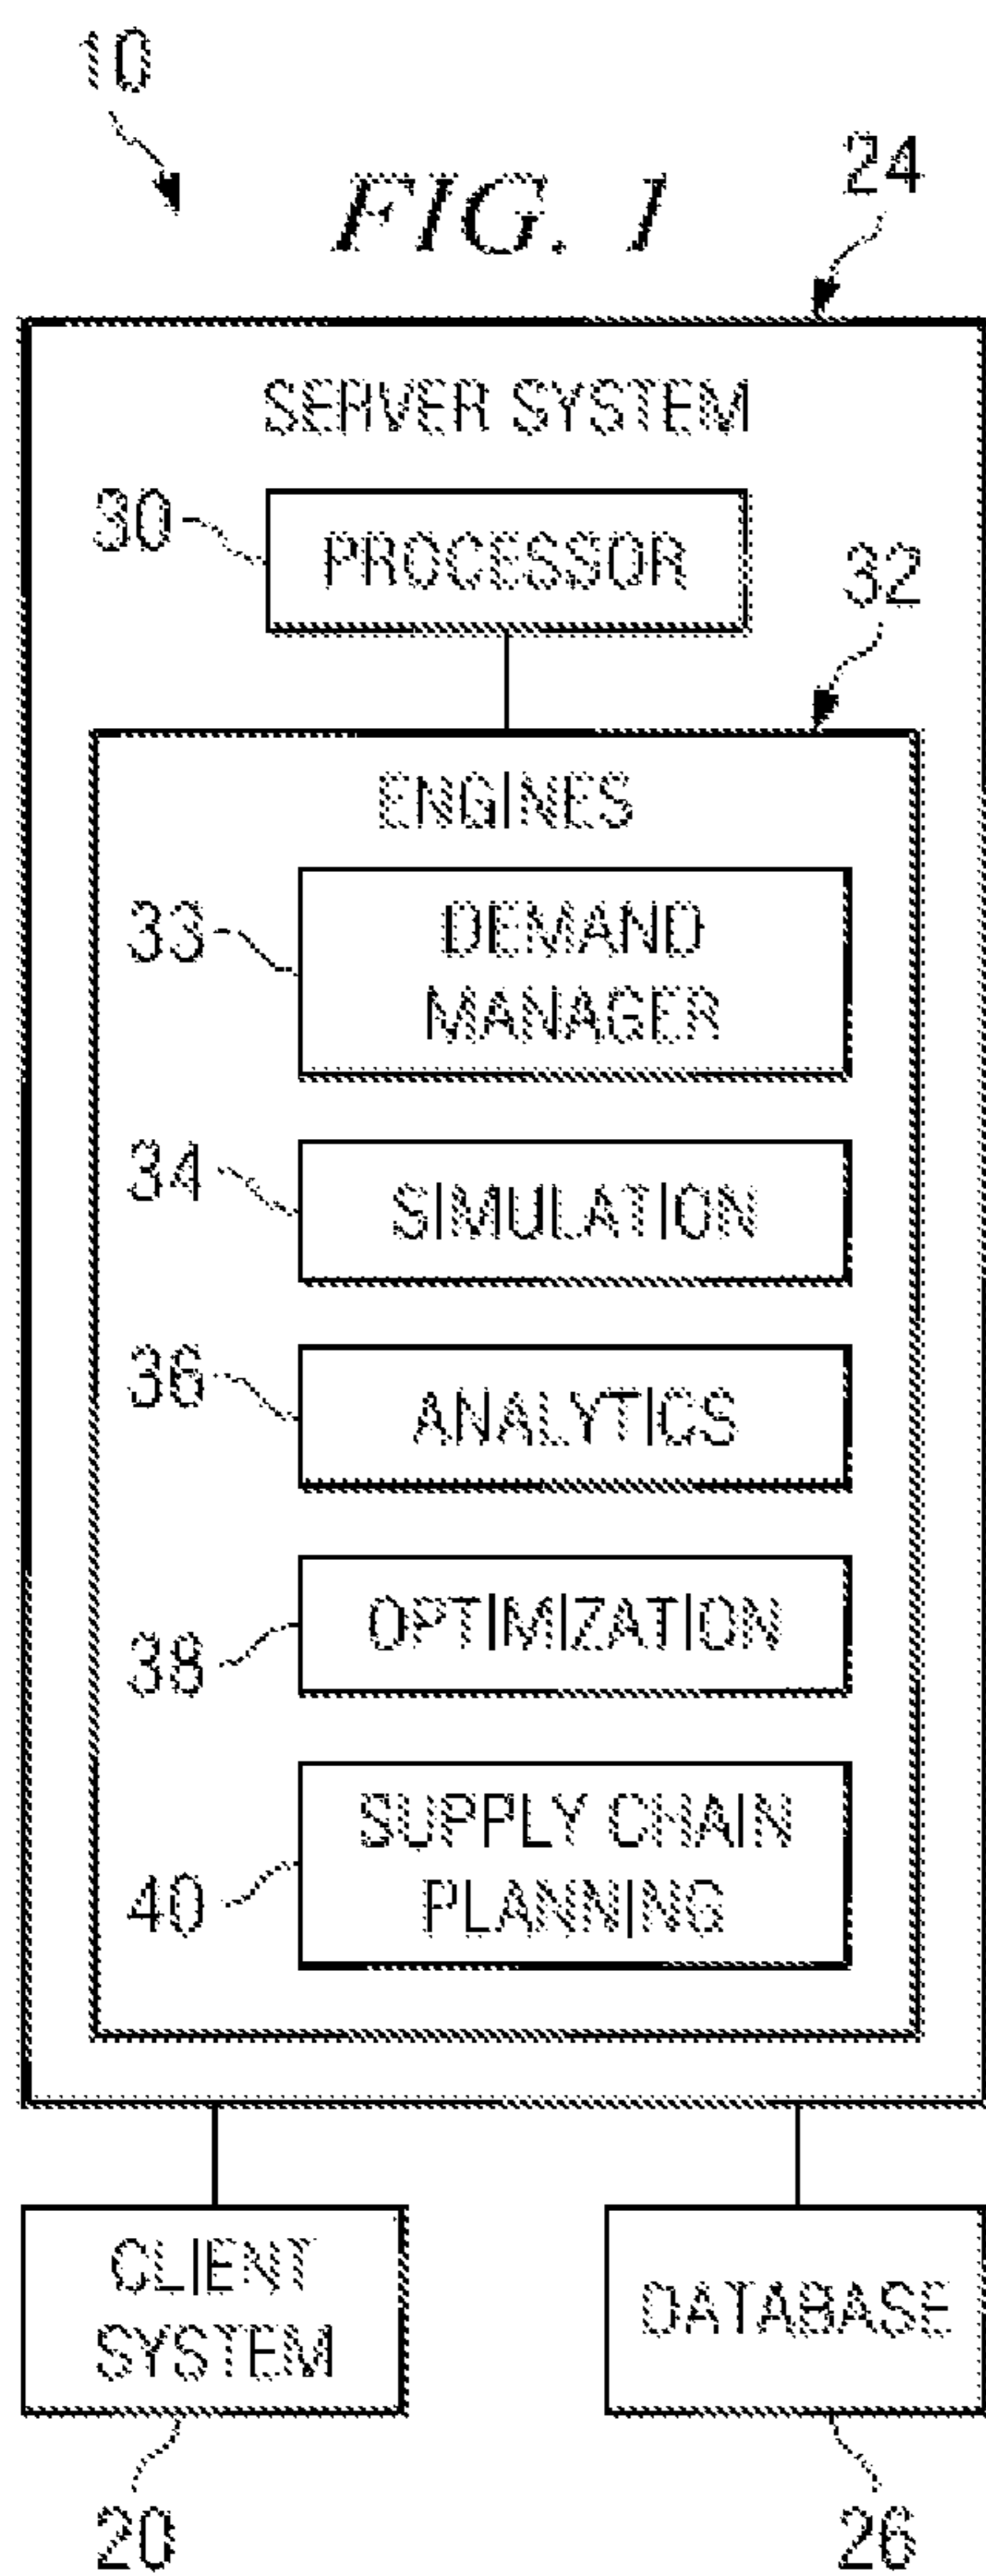 10
FIG. 1
24
SERVER SYSTEM
30
PROCESSOR
32
ENGINES
33
DEMAND
MANAGER
34
SIMULATION
36
ANALYTICS
38
OPTIMIZATION
40
SUPPLY CHAIN
PLANNING
CLIENT
SYSTEM
DATABASE
20
26